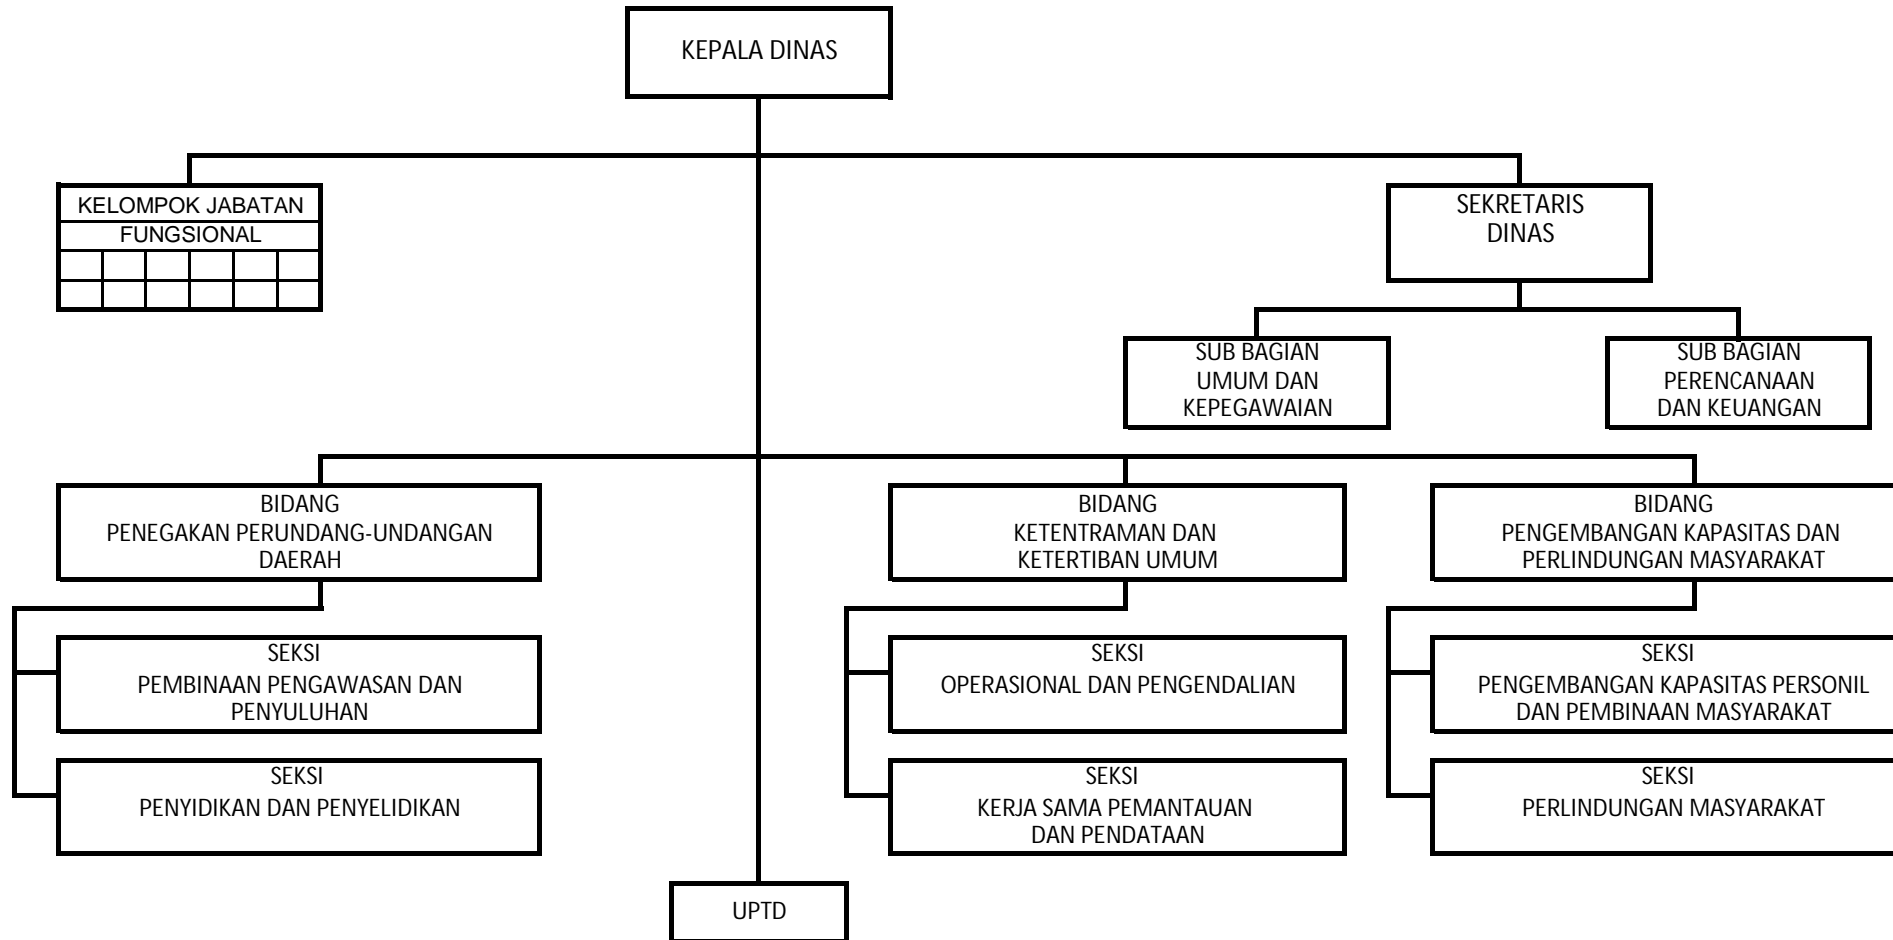 KEPALA DINAS
KELOMPOK JABATAN
FUNGSIONAL
SEKRETARIS
DINAS
SUB BAGIAN
UMUM DAN
KEPEGAWAIAN
SUB BAGIAN
PERENCANAAN
DAN KEUANGAN
BIDANG
PENEGAKAN PERUNDANG-UNDANGAN
DAERAH
BIDANG
KETENTRAMAN DAN
KETERTIBAN UMUM
BIDANG
PENGEMBANGAN KAPASITAS DAN
PERLINDUNGAN MASYARAKAT
SEKSI
PEMBINAAN PENGAWASAN DAN
PENYULUHAN
SEKSI
OPERASIONAL DAN PENGENDALIAN
SEKSI
PENGEMBANGAN KAPASITAS PERSONIL
DAN PEMBINAAN MASYARAKAT
SEKSI
PENYIDIKAN DAN PENYELIDIKAN
SEKSI
KERJA SAMA PEMANTAUAN
DAN PENDATAAN
SEKSI
PERLINDUNGAN MASYARAKAT
UPTD